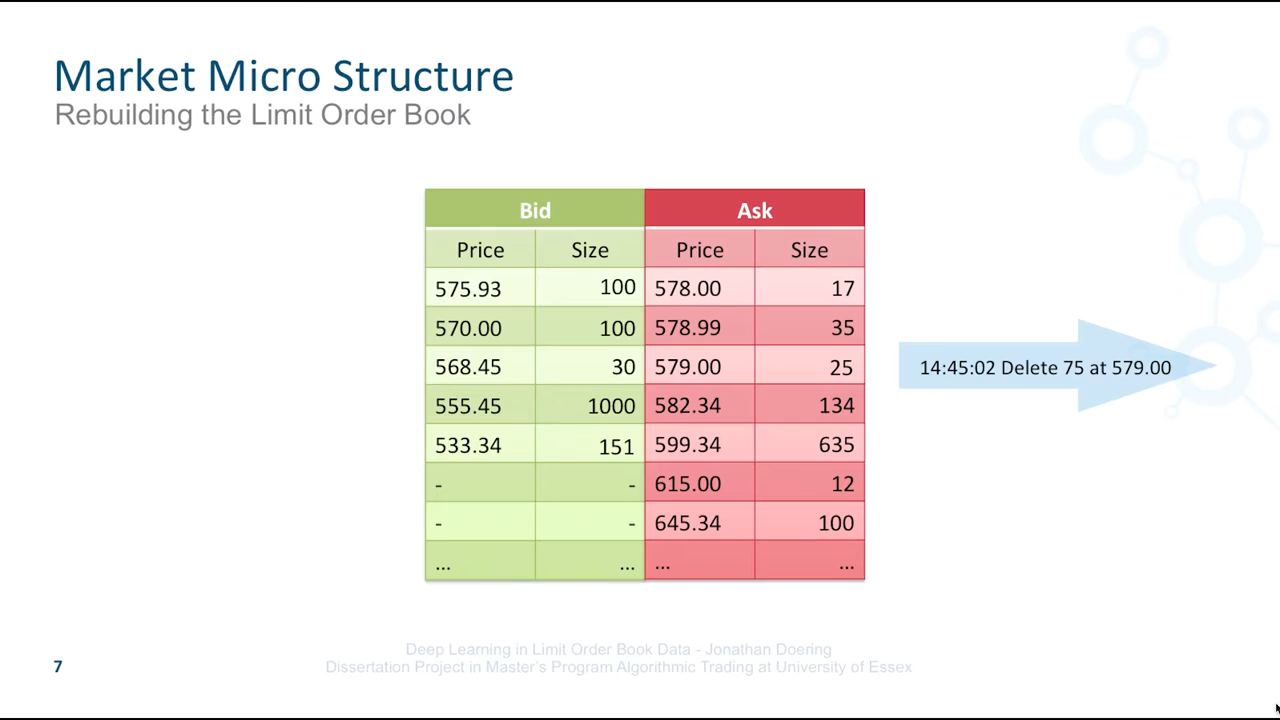 Market Micro Structure
Rebuilding the Limit Order Book
Bid Ask
Price Size Price Size
575.93 100 578.00 17
570.00 100 578.99 35
568.45 30 579.00 25
555.45 1000 582.34 134
533.34 151 599.34 635
- - 615.00 12
- - 645.34 100
... ... ... ...
14:45:02 Delete 75 at 579.00
Deep Learning in Limit Order Book Data - Jonathan Doering
7 Dissertation Project in Master's Program Algorithmic Trading at University of Essex